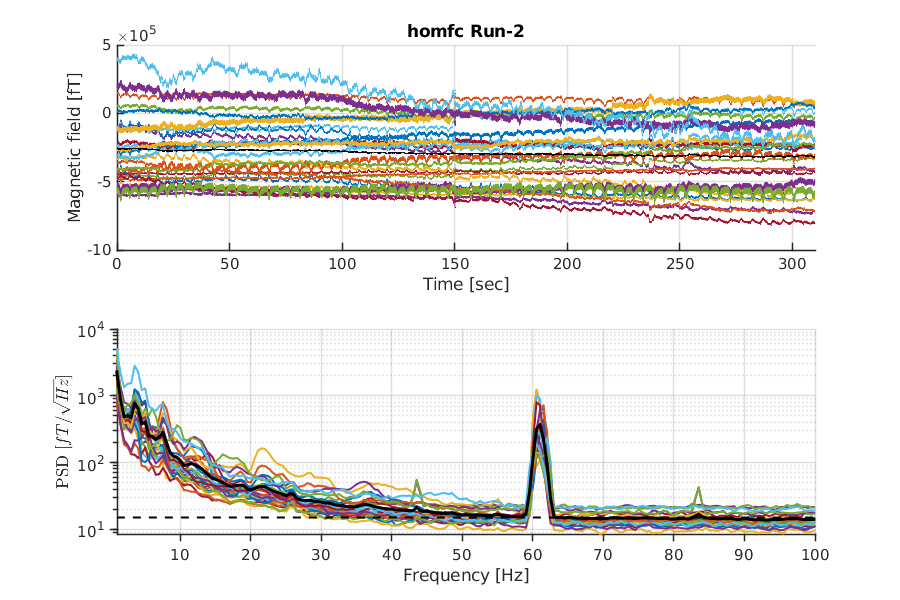 homfc Run-2
×10^5
Magnetic field [fT]
5
0
-5
-10
0 50 100 150 200 250 300
Time [sec]
PSD [fT/√Hz]
10^4
10^3
10^2
10^1
10 20 30 40 50 60 70 80 90 100
Frequency [Hz]